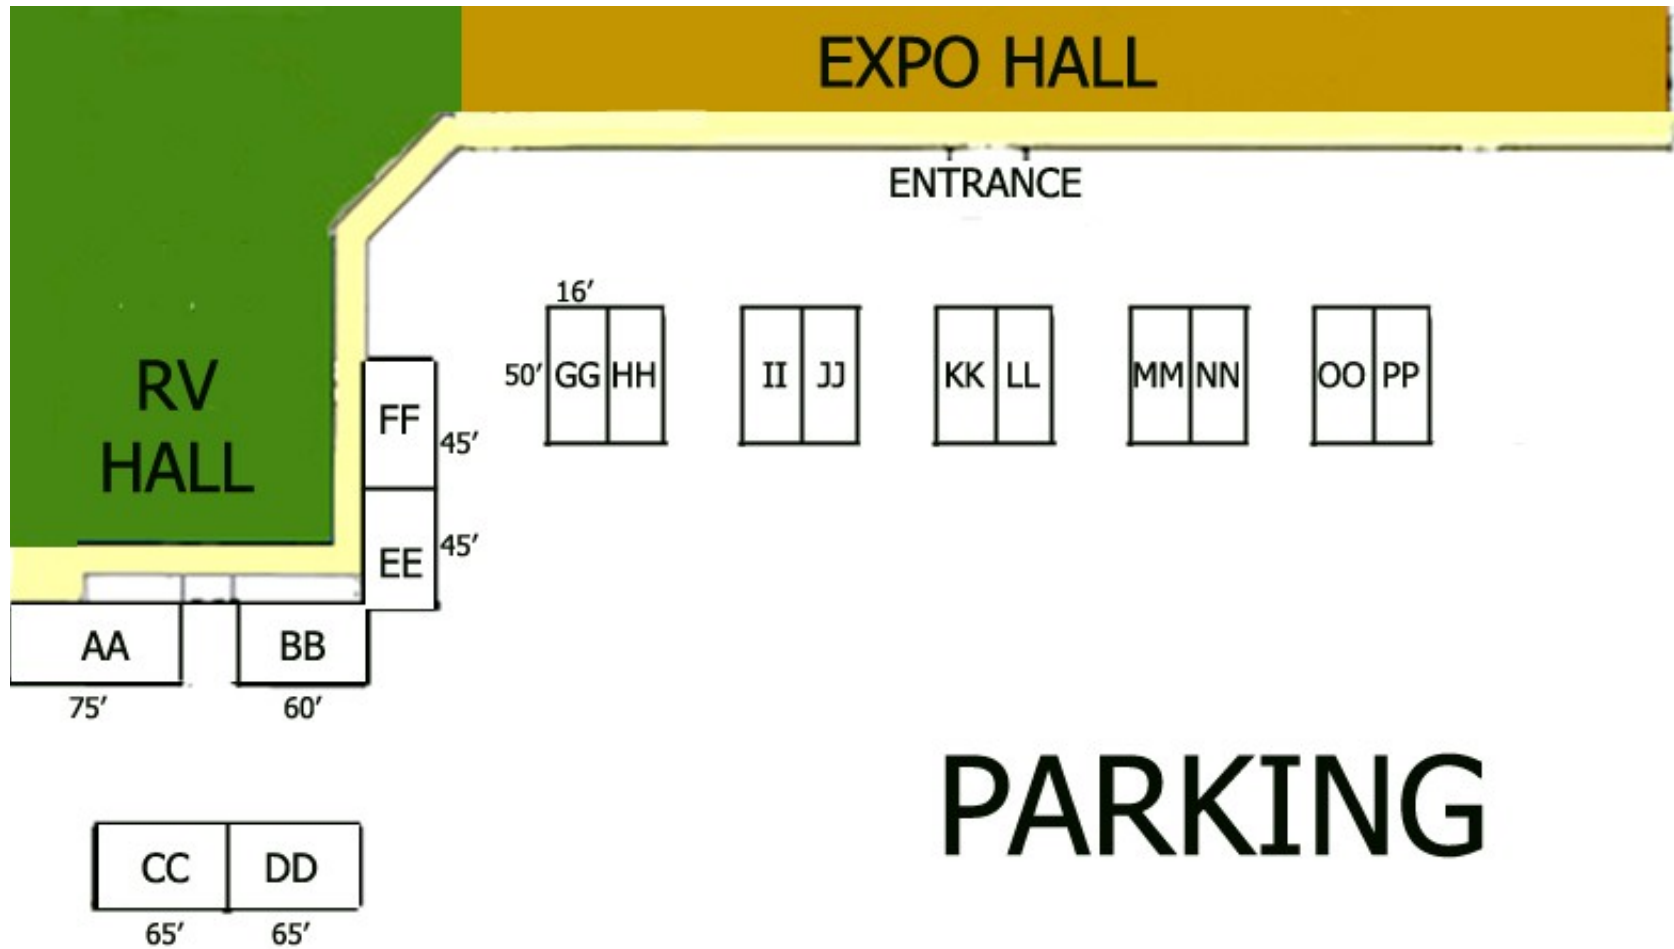 EXPO HALL
ENTRANCE
16′
50′ GG HH II JJ KK LL MM NN OO PP
RV
HALL
FF
45′
EE
45′
AA BB
75′ 60′
PARKING
CC DD
65′ 65′